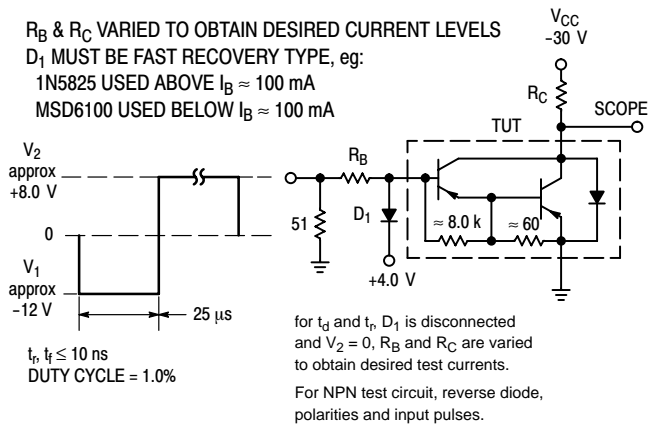 R_B & R_C VARIED TO OBTAIN DESIRED CURRENT LEVELS
D_1 MUST BE FAST RECOVERY TYPE, eg:
1N5825 USED ABOVE I_B ≈ 100 mA
MSD6100 USED BELOW I_B ≈ 100 mA
V_CC
-30 V
R_C
SCOPE
TUT
V_2
approx
+8.0 V
0
V_1
approx
-12 V
25 μs
t_r, t_f ≤ 10 ns
DUTY CYCLE = 1.0%
R_B
51
D_1
+4.0 V
≈ 8.0 k
≈ 60
for t_d and t_r, D_1 is disconnected
and V_2 = 0, R_B and R_C are varied
to obtain desired test currents.
For NPN test circuit, reverse diode,
polarities and input pulses.